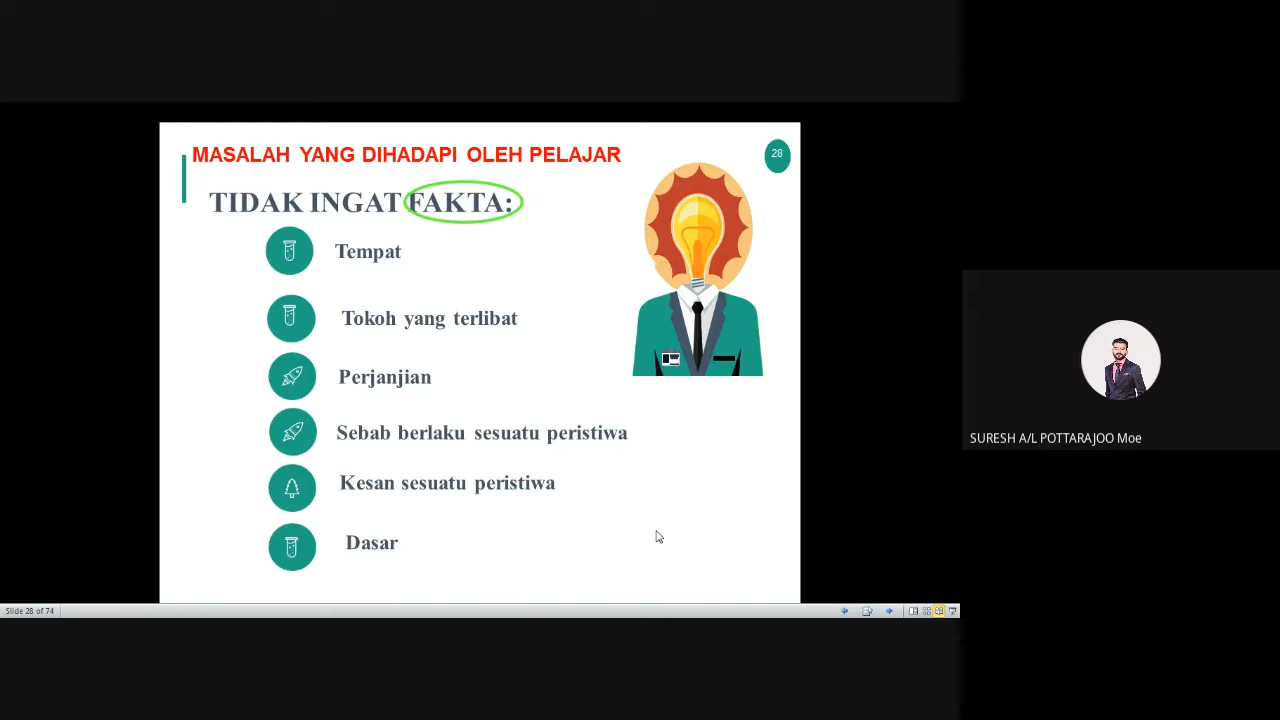 MASALAH YANG DIHADAPI OLEH PELAJAR
28
TIDAK INGAT FAKTA:
Tempat
Tokoh yang terlibat
Perjanjian
Sebab berlaku sesuatu peristiwa
Kesan sesuatu peristiwa
Dasar
SURESH A/L POTTARAJOO Moe
Slide 28 of 74